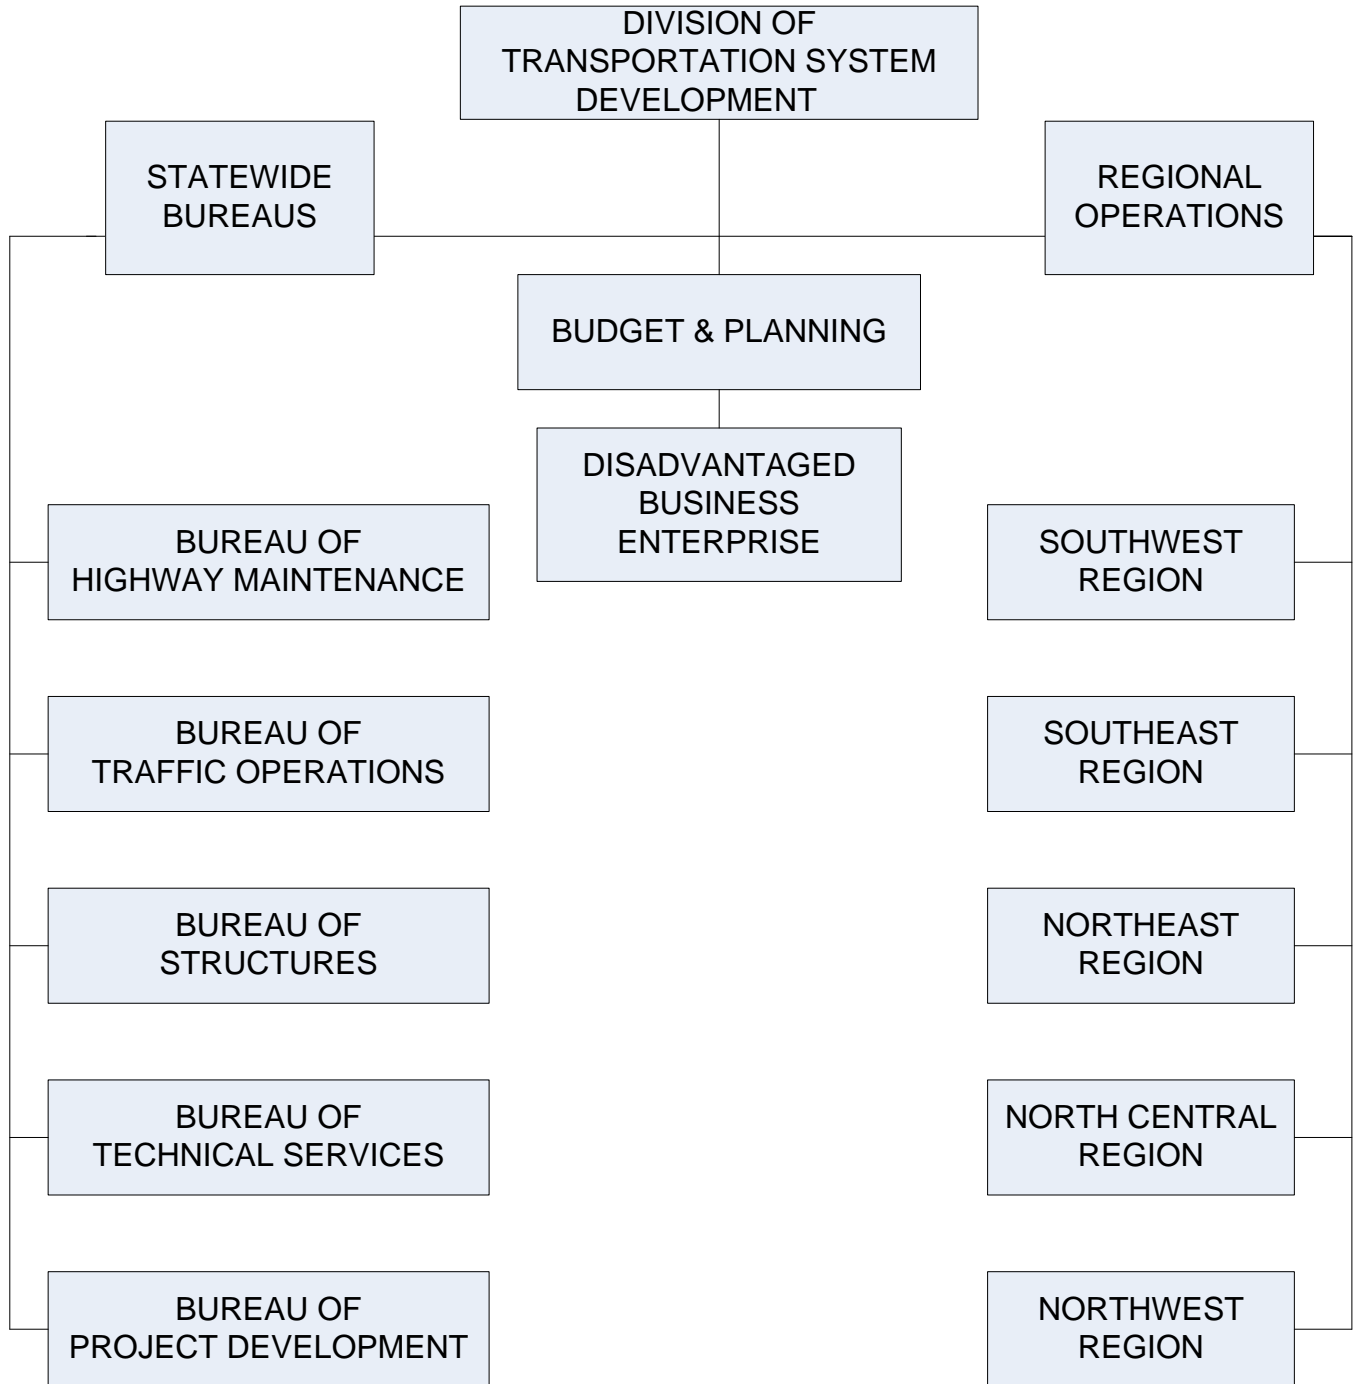 DIVISION OF
TRANSPORTATION SYSTEM
DEVELOPMENT
STATEWIDE
BUREAUS
REGIONAL
OPERATIONS
BUDGET & PLANNING
DISADVANTAGED
BUSINESS
ENTERPRISE
BUREAU OF
HIGHWAY MAINTENANCE
SOUTHWEST
REGION
BUREAU OF
TRAFFIC OPERATIONS
SOUTHEAST
REGION
BUREAU OF
STRUCTURES
NORTHEAST
REGION
BUREAU OF
TECHNICAL SERVICES
NORTH CENTRAL
REGION
BUREAU OF
PROJECT DEVELOPMENT
NORTHWEST
REGION